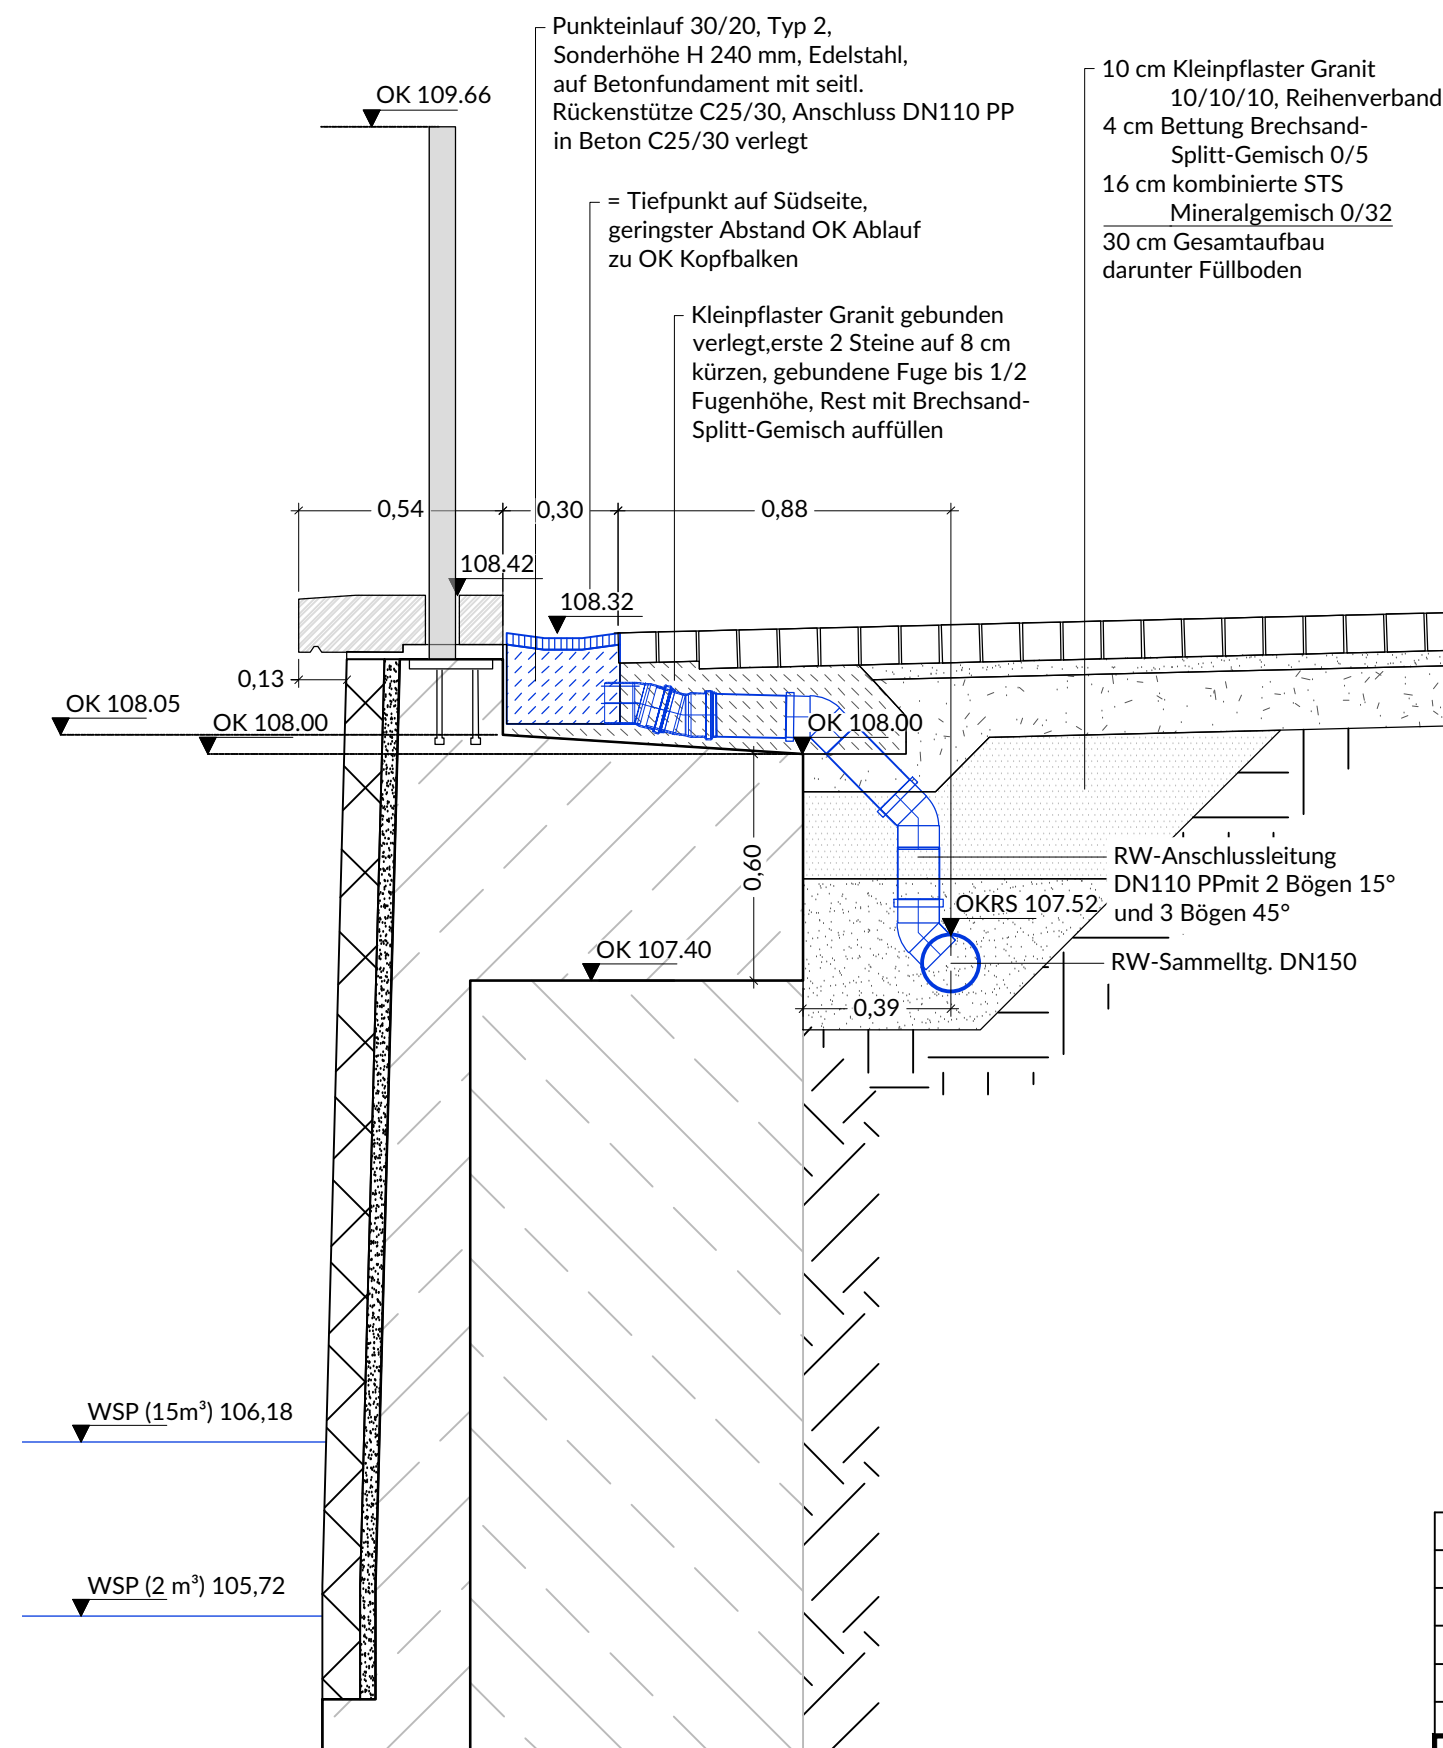 Punkteinlauf 30/20, Typ 2,
Sonderhöhe H 240 mm, Edelstahl,
auf Betonfundament mit seitl.
Rückenstütze C25/30, Anschluss DN110 PP
in Beton C25/30 verlegt
10 cm Kleinpflaster Granit
10/10/10, Reihenverband
4 cm Bettung Brechsand-
Splitt-Gemisch 0/5
16 cm kombinierte STS
Mineralgemisch 0/32
30 cm Gesamtaufbau
darunter Füllboden
OK 109.66
= Tiefpunkt auf Südseite,
geringster Abstand OK Ablauf
zu OK Kopfbalken
Kleinpflaster Granit gebunden
verlegt,erste 2 Steine auf 8 cm
kürzen, gebundene Fuge bis 1/2
Fugenhöhe, Rest mit Brechsand-
Splitt-Gemisch auffüllen
0,54
0,30
0,88
108.42
108.32
0,13
OK 108.05
OK 108.00
OK 108.00
0,60
RW-Anschlussleitung
DN110 PPmit 2 Bögen 15°
und 3 Bögen 45°
OKRS 107.52
OK 107.40
RW-Sammelltg. DN150
0,39
WSP (15m³) 106,18
WSP (2 m³) 105,72